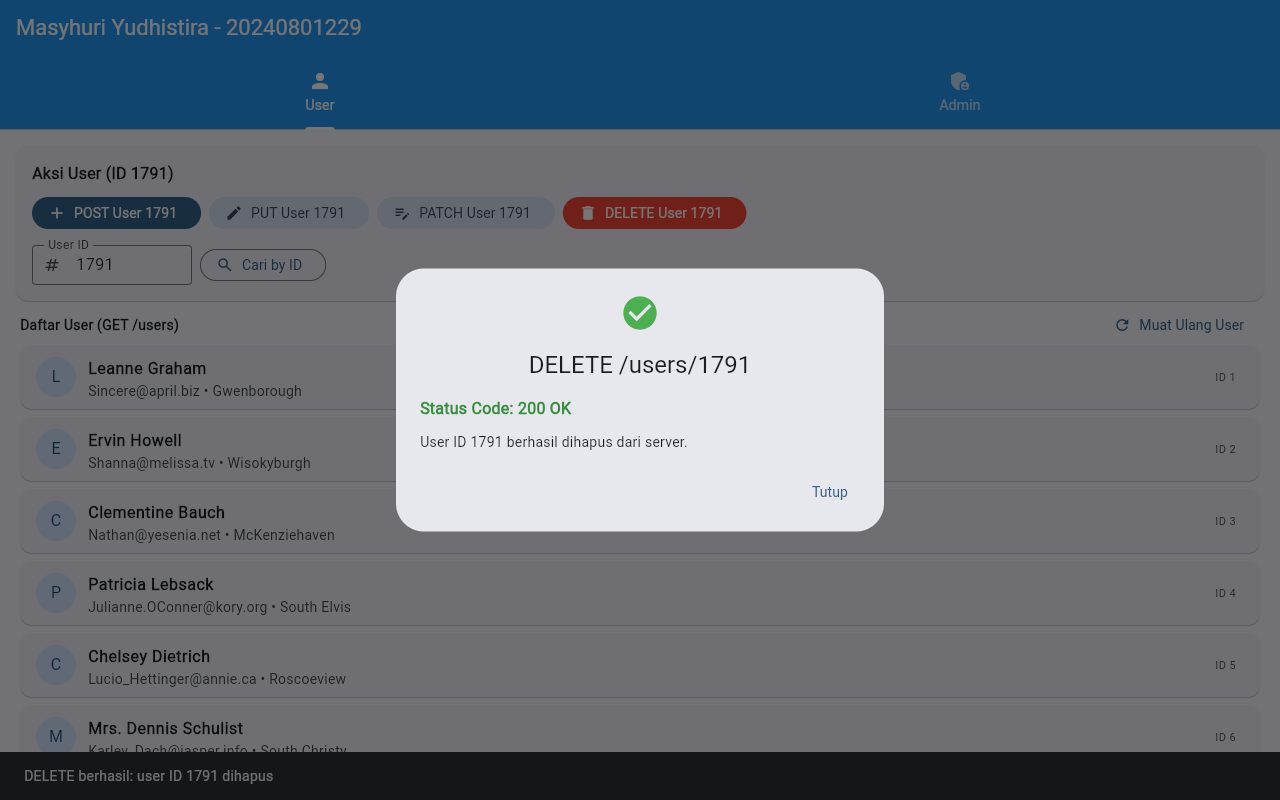 Masyhuri Yudhistira - 20240801229
User
Admin
Aksi User (ID 1791)
POST User 1791
PUT User 1791
PATCH User 1791
DELETE User 1791
User ID
# 1791
Cari by ID
Daftar User (GET /users)
Muat Ulang User
L
Leanne Graham
Sincere@april.biz • Gwenborough
ID 1
E
Ervin Howell
Shanna@melissa.tv • Wisokyburgh
ID 2
C
Clementine Bauch
Nathan@yesenia.net • McKenziehaven
ID 3
P
Patricia Lebsack
Julianne.OConner@kory.org • South Elvis
ID 4
C
Chelsey Dietrich
Lucio_Hettinger@annie.ca • Roscoeview
ID 5
M
Mrs. Dennis Schulist
Karley_Dach@jasper.info • South Christy
ID 6
DELETE /users/1791
Status Code: 200 OK
User ID 1791 berhasil dihapus dari server.
Tutup
DELETE berhasil: user ID 1791 dihapus